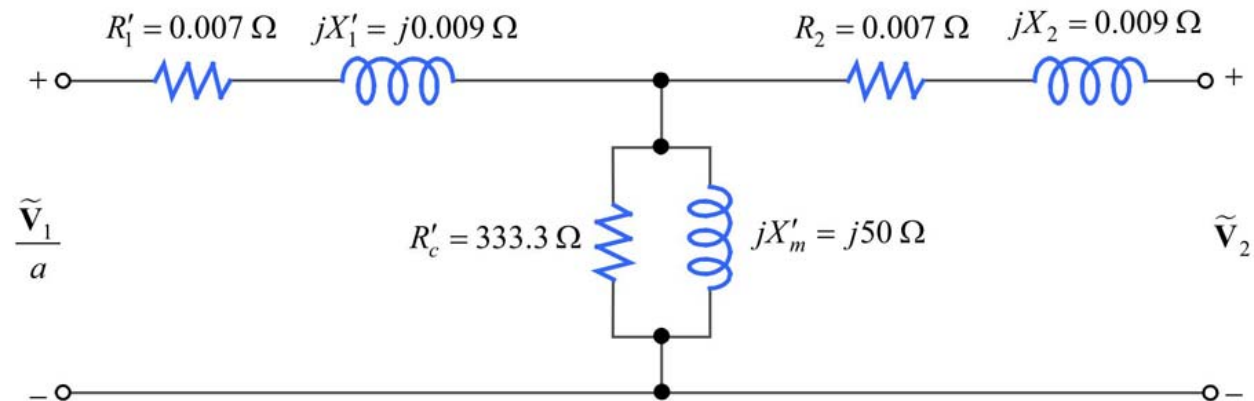 R′₁ = 0.007 Ω jX′₁ = j0.009 Ω R₂ = 0.007 Ω jX₂ = 0.009 Ω
+ +
Ṽ₁
a
R′c = 333.3 Ω jX′m = j50 Ω
Ṽ₂
– –